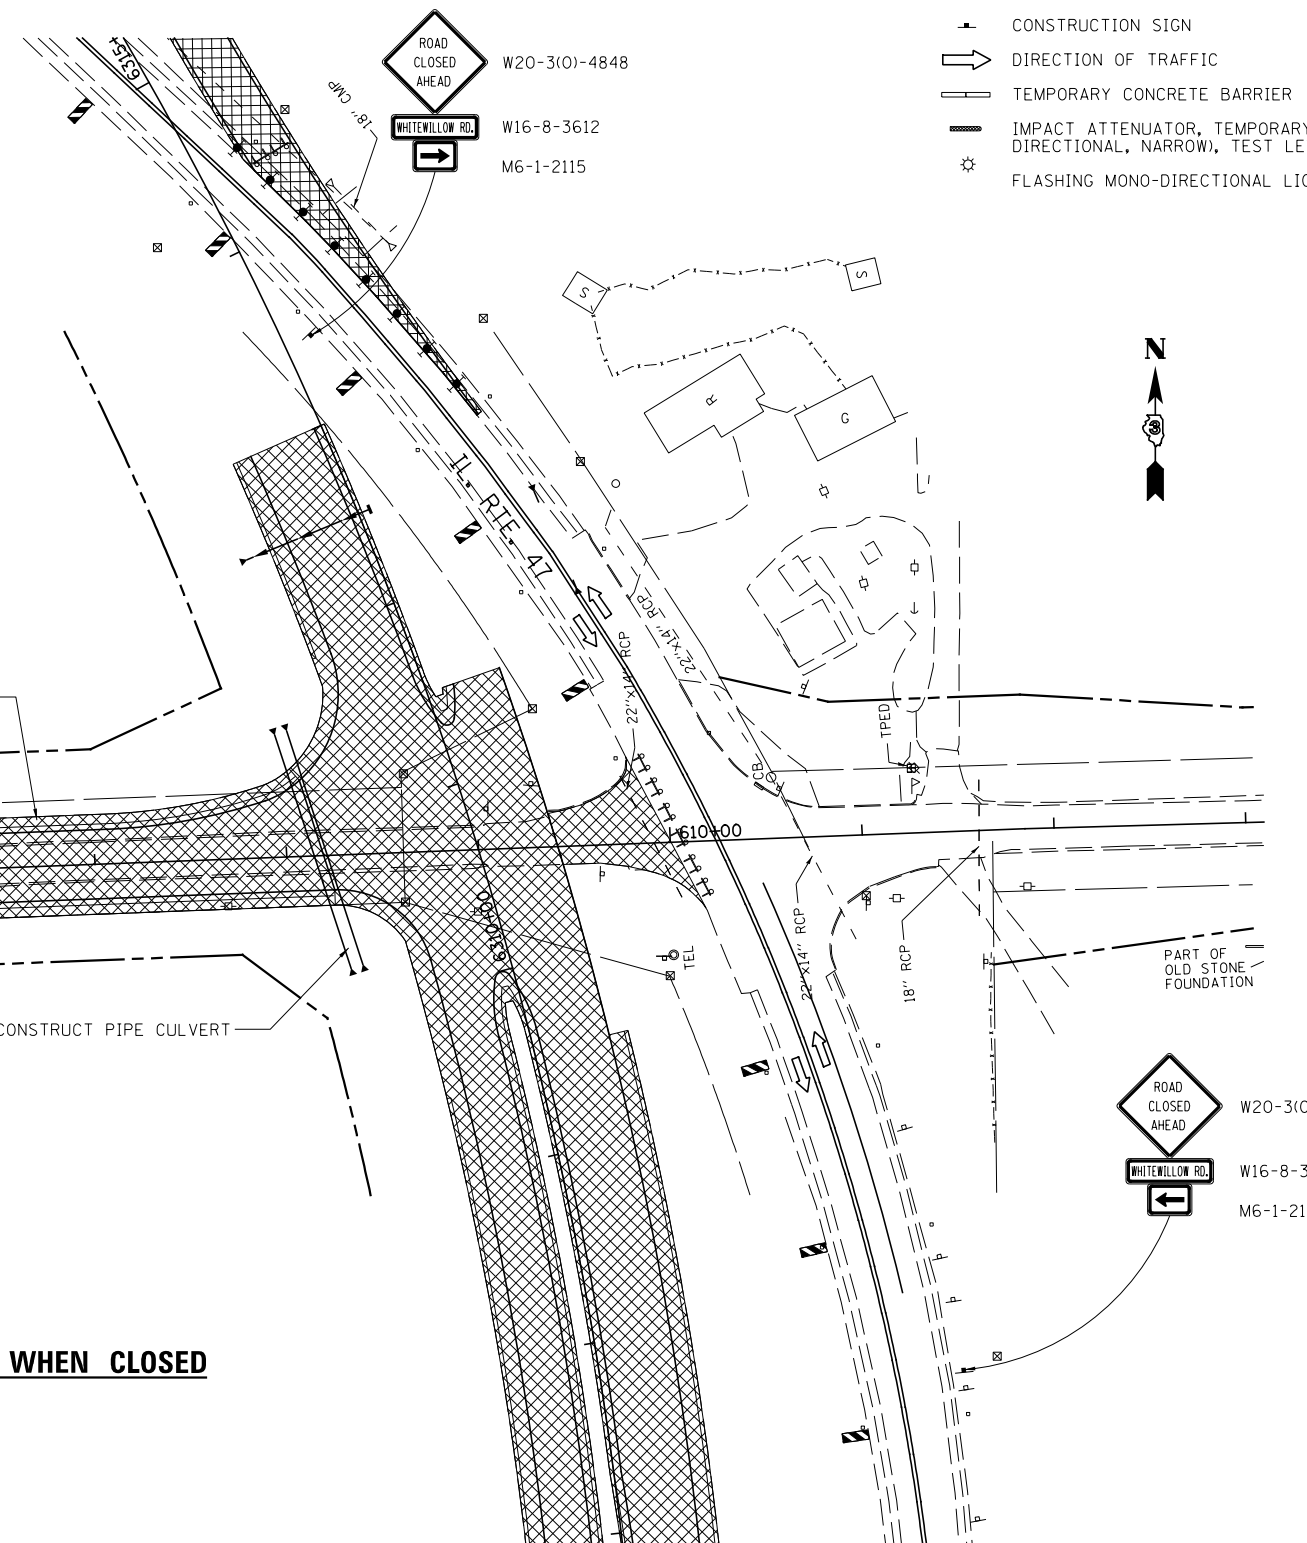 ROAD
CLOSED
AHEAD
W20-3(O)-4848
WHITEWILLOW RD.
W16-8-3612
M6-1-2115
CONSTRUCTION SIGN
DIRECTION OF TRAFFIC
TEMPORARY CONCRETE BARRIER
IMPACT ATTENUATOR, TEMPORARY
DIRECTIONAL, NARROW), TEST LE
FLASHING MONO-DIRECTIONAL LIG
6315+
18" CMP
S
S
N
3
R
G
IL. RTE. 47
22"x14" RCP
22"x14" RCP
TPED
CB
610+00
6310+00
TEL
22"x14" RCP
18" RCP
PART OF
OLD STONE
FOUNDATION
CONSTRUCT PIPE CULVERT
ROAD
CLOSED
AHEAD
W20-3(O
WHITEWILLOW RD.
W16-8-3
M6-1-21
WHEN CLOSED